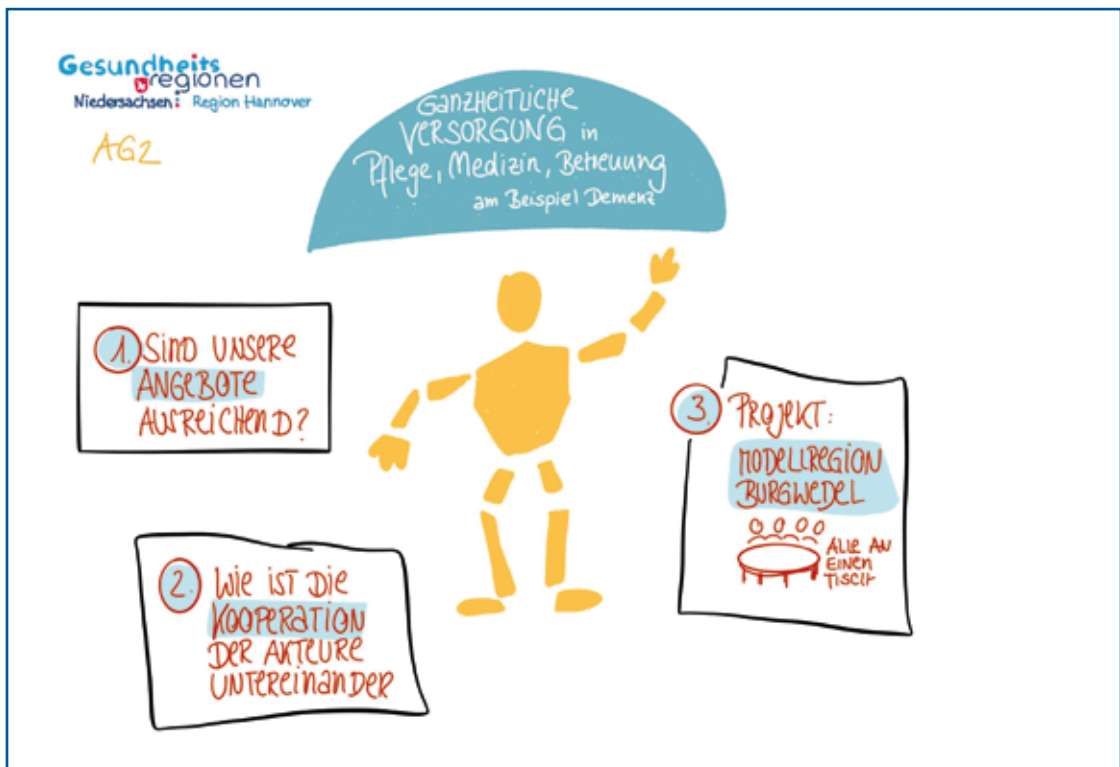 Gesundheits
regionen
Niedersachsen: Region Hannover
AG2
GANZHEITLICHE
VERSORGUNG in
Pflege, Medizin, Betreuung
am Beispiel Demenz
1. SIND UNSERE
ANGEBOTE
AUSREICHEND?
2. WIE IST DIE
KOOPERATION
DER AKTEURE
UNTEREINANDER
3. PROJEKT:
MODELLREGION
BURGWEDEL
ALLE AN
EINEN
TISCH